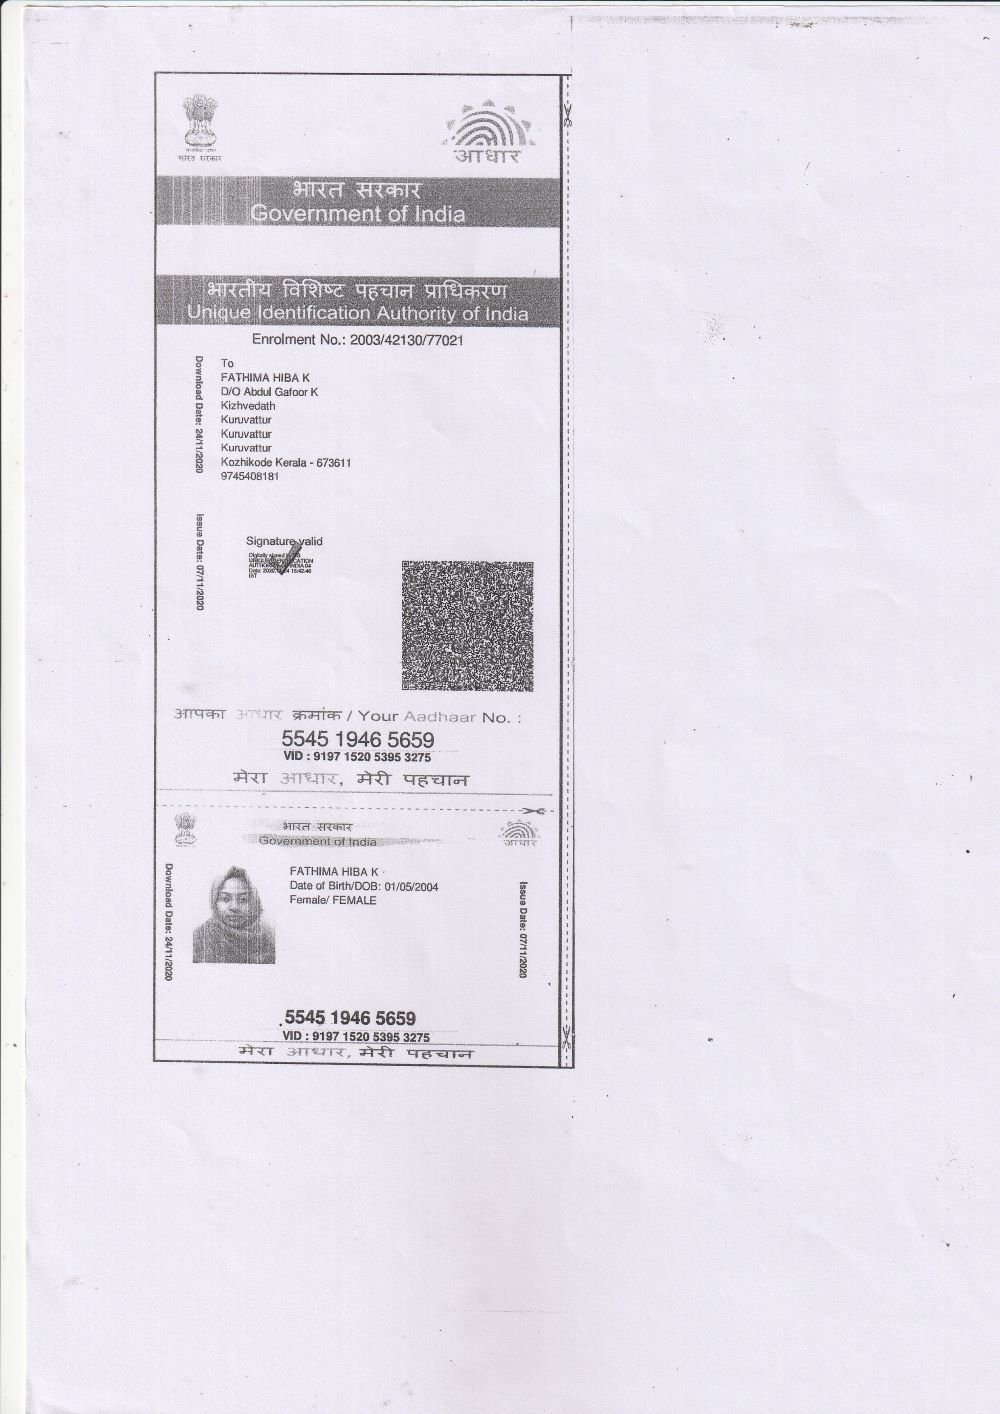 भारत सरकार
आधार
भारत सरकार
Government of India
भारतीय विशिष्ट पहचान प्राधिकरण
Unique Identification Authority of India
Enrolment No.: 2003/42130/77021
Download Date: 24/11/2020
To
FATHIMA HIBA K
D/O Abdul Gafoor K
Kizhvedath
Kuruvattur
Kuruvattur
Kuruvattur
Kozhikode Kerala - 673611
9745408181
Issue Date: 07/11/2020
Signature valid
Digitally signed
IST
आपका आधार क्रमांक / Your Aadhaar No. :
5545 1946 5659
VID : 9197 1520 5395 3275
मेरा आधार, मेरी पहचान
भारत सरकार
Government of India
आधार
Download Date: 24/11/2020
FATHIMA HIBA K
Date of Birth/DOB: 01/05/2004
Female/ FEMALE
Issue Date: 07/11/2020
5545 1946 5659
VID : 9197 1520 5395 3275
मेरा आधार, मेरी पहचान